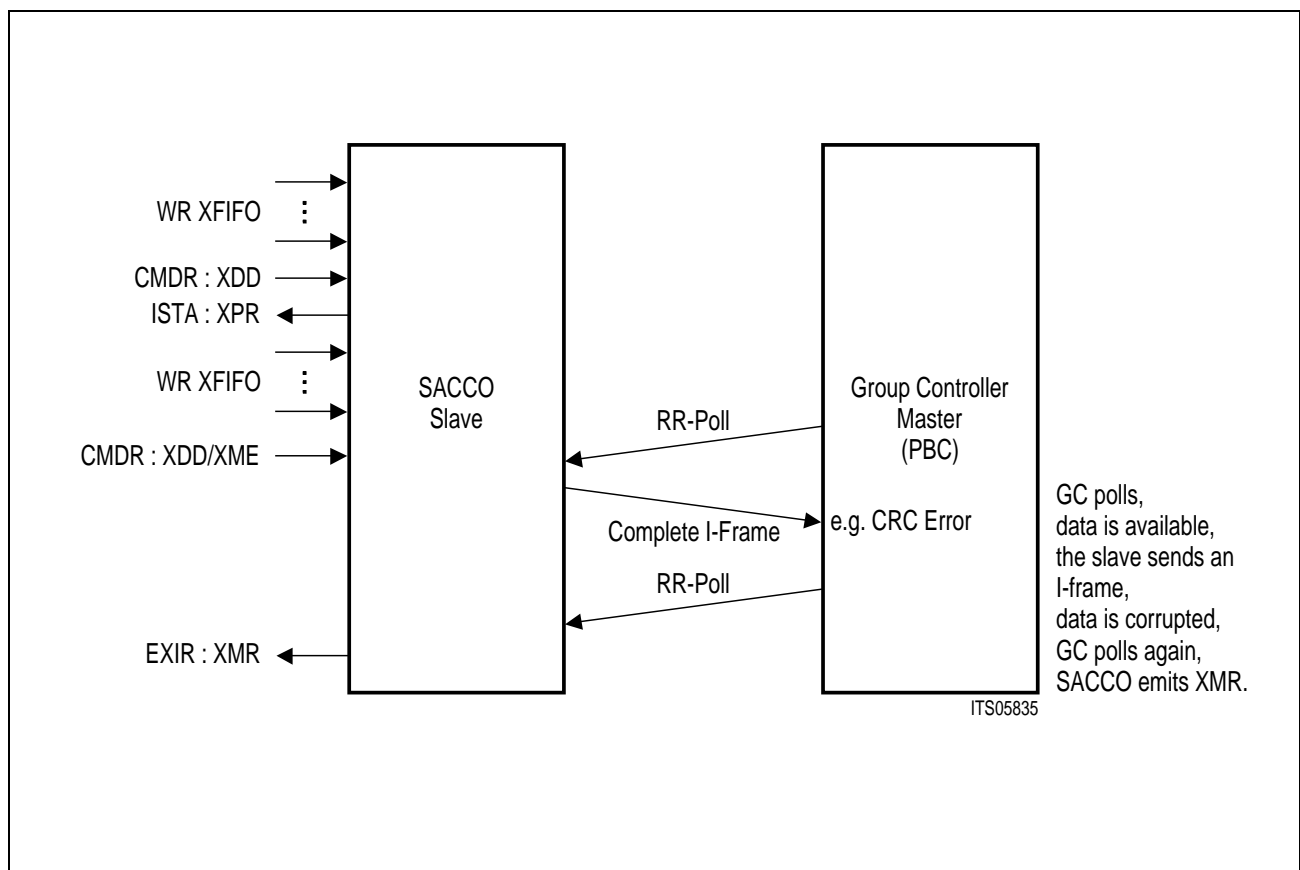 WR XFIFO
CMDR : XDD
ISTA : XPR
WR XFIFO
CMDR : XDD/XME
EXIR : XMR
SACCO
Slave
RR-Poll
Complete I-Frame
RR-Poll
Group Controller
Master
(PBC)
e.g. CRC Error
GC polls,
data is available,
the slave sends an
I-frame,
data is corrupted,
GC polls again,
SACCO emits XMR.
ITS05835